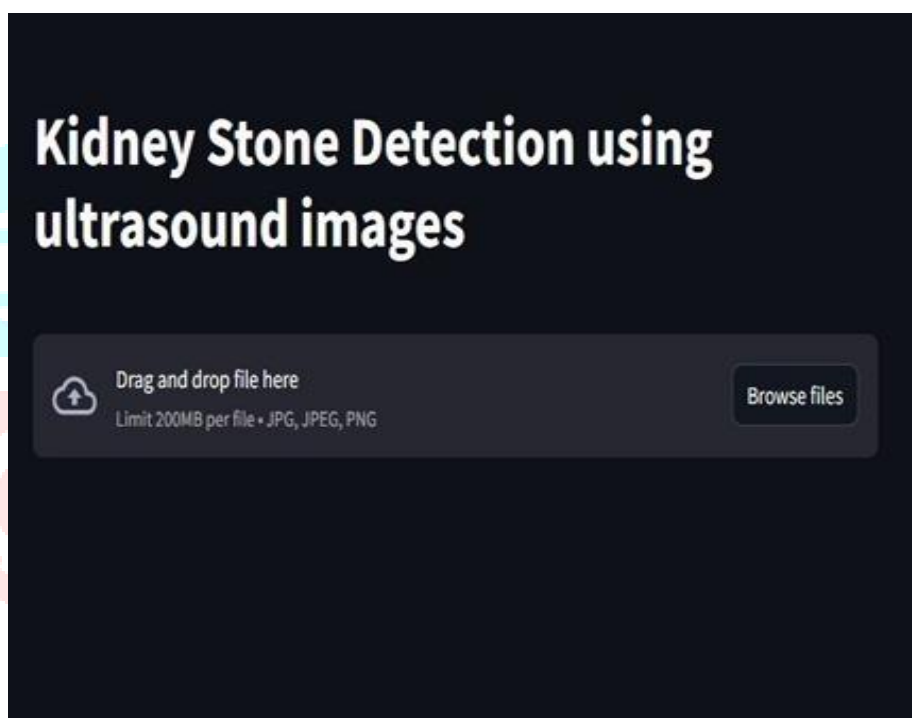 Kidney Stone Detection using
ultrasound images
Drag and drop file here
Limit 200MB per file • JPG, JPEG, PNG
Browse files